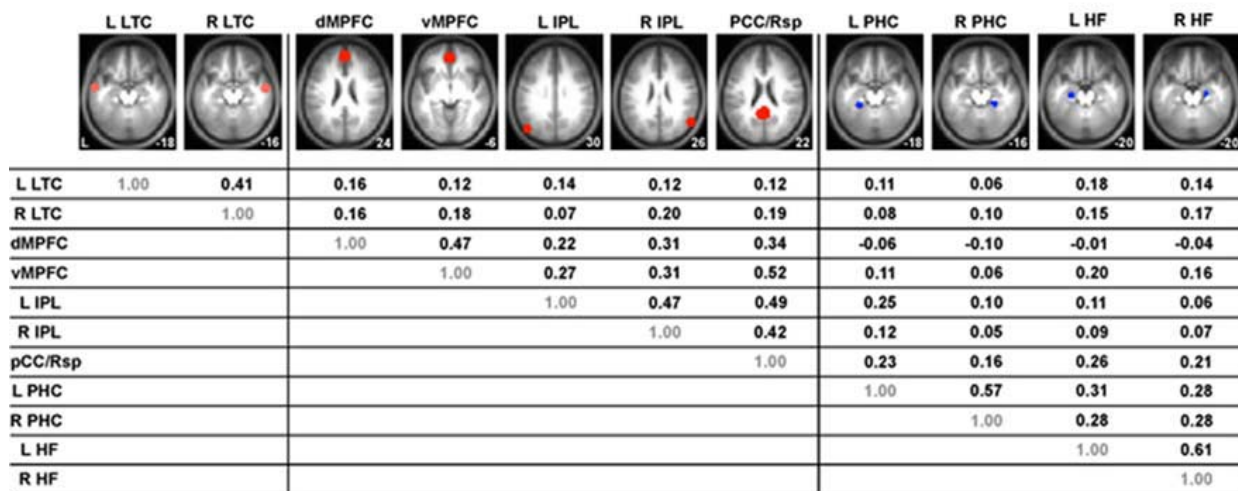 L LTC R LTC dMPFC vMPFC L IPL R IPL PCC/Rsp L PHC R PHC L HF R HF
L -18 -16 24 -6 30 26 22 -18 -16 -20 -20
L LTC 1.00 0.41 0.16 0.12 0.14 0.12 0.12 0.11 0.06 0.18 0.14
R LTC 1.00 0.16 0.18 0.07 0.20 0.19 0.08 0.10 0.15 0.17
dMPFC 1.00 0.47 0.22 0.31 0.34 -0.06 -0.10 -0.01 -0.04
vMPFC 1.00 0.27 0.31 0.52 0.11 0.06 0.20 0.16
L IPL 1.00 0.47 0.49 0.25 0.10 0.11 0.06
R IPL 1.00 0.42 0.12 0.05 0.09 0.07
pCC/Rsp 1.00 0.23 0.16 0.26 0.21
L PHC 1.00 0.57 0.31 0.28
R PHC 1.00 0.28 0.28
L HF 1.00 0.61
R HF 1.00